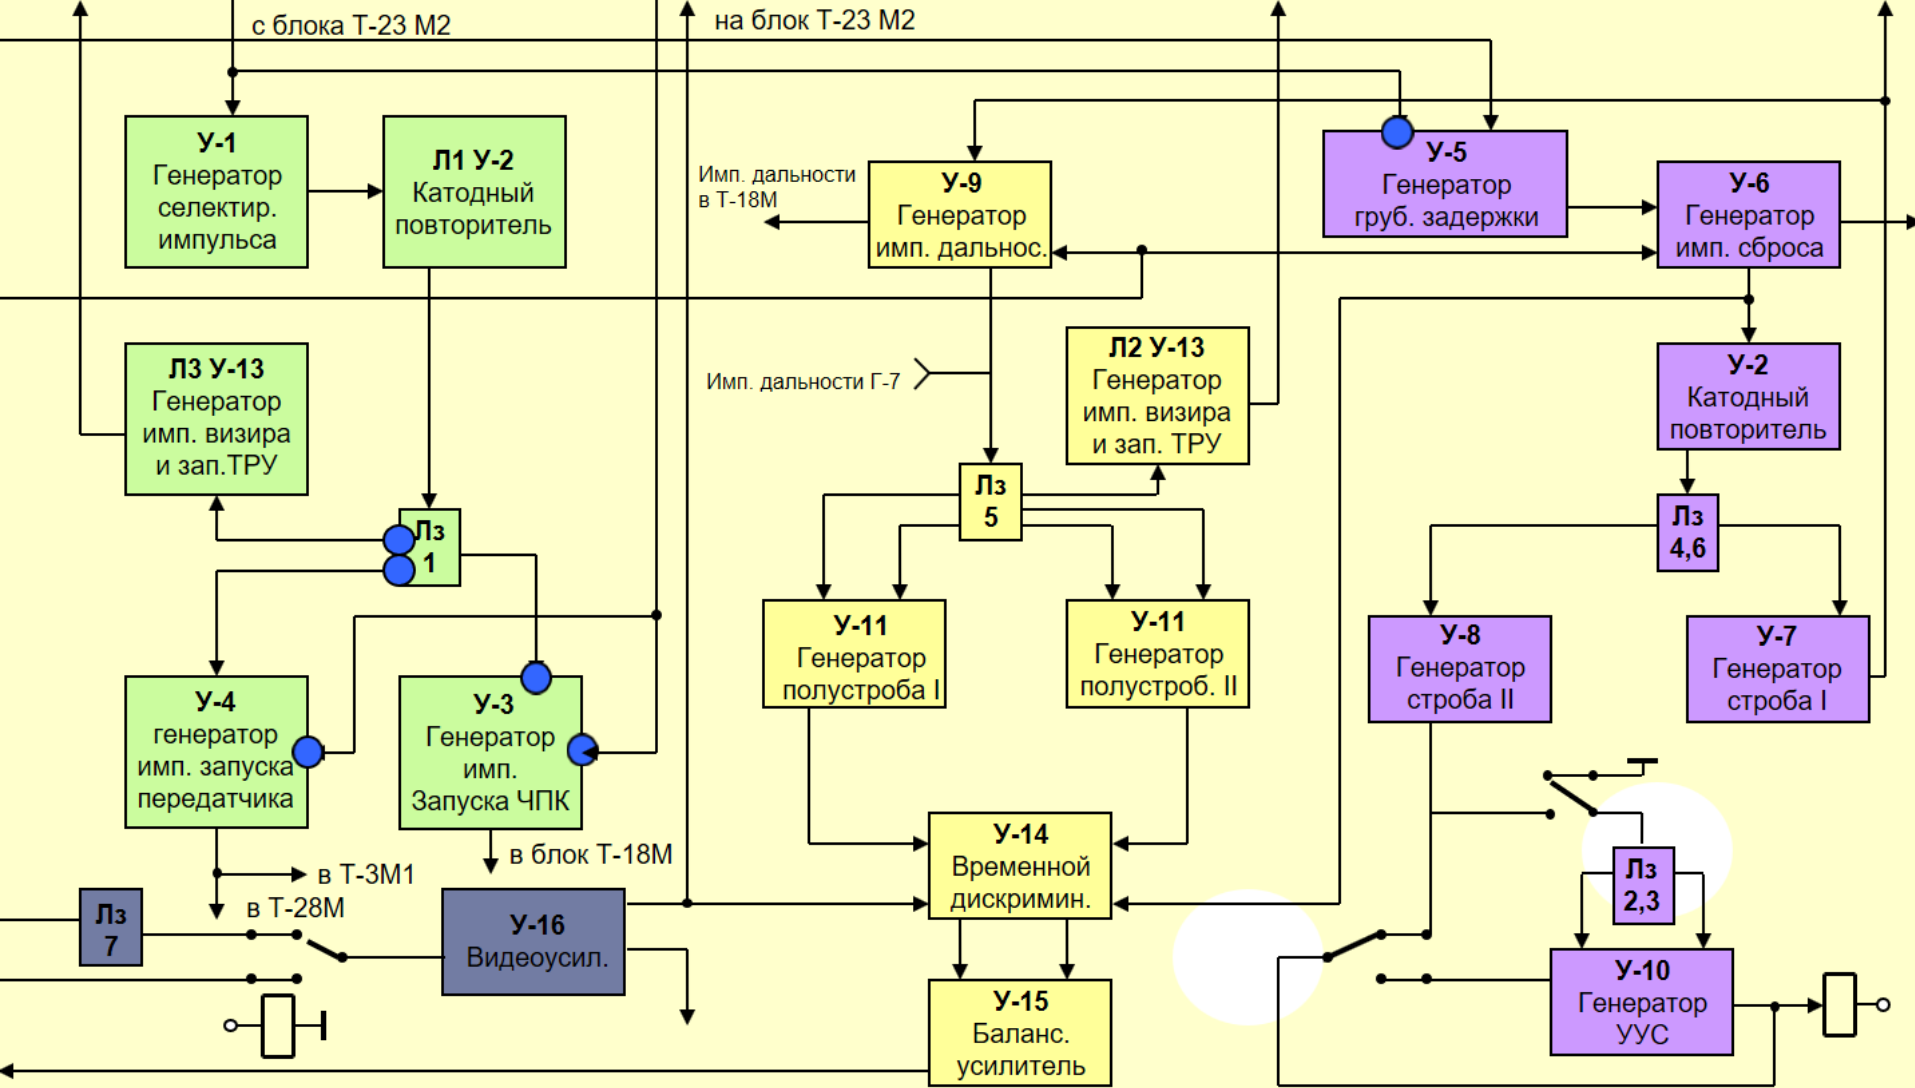 с блока Т-23 М2
на блок Т-23 М2
У-1
Генератор
селектир.
импульса
Л1 У-2
Катодный
повторитель
Имп. дальности
в Т-18М
У-9
Генератор
имп. дальнос.
У-5
Генератор
груб. задержки
У-6
Генератор
имп. сброса
Л3 У-13
Генератор
имп. визира
и зап.ТРУ
Имп. дальности Г-7
Л2 У-13
Генератор
имп. визира
и зап. ТРУ
У-2
Катодный
повторитель
Лз
1
Лз
5
Лз
4,6
У-11
Генератор
полустроба I
У-11
Генератор
полустроб. II
У-8
Генератор
строба II
У-7
Генератор
строба I
У-4
генератор
имп. запуска
передатчика
У-3
Генератор
имп.
Запуска ЧПК
в блок Т-18М
в Т-3М1
в Т-28М
Лз
7
У-16
Видеоусил.
У-14
Временной
дискримин.
Лз
2,3
У-15
Баланс.
усилитель
У-10
Генератор
УУС